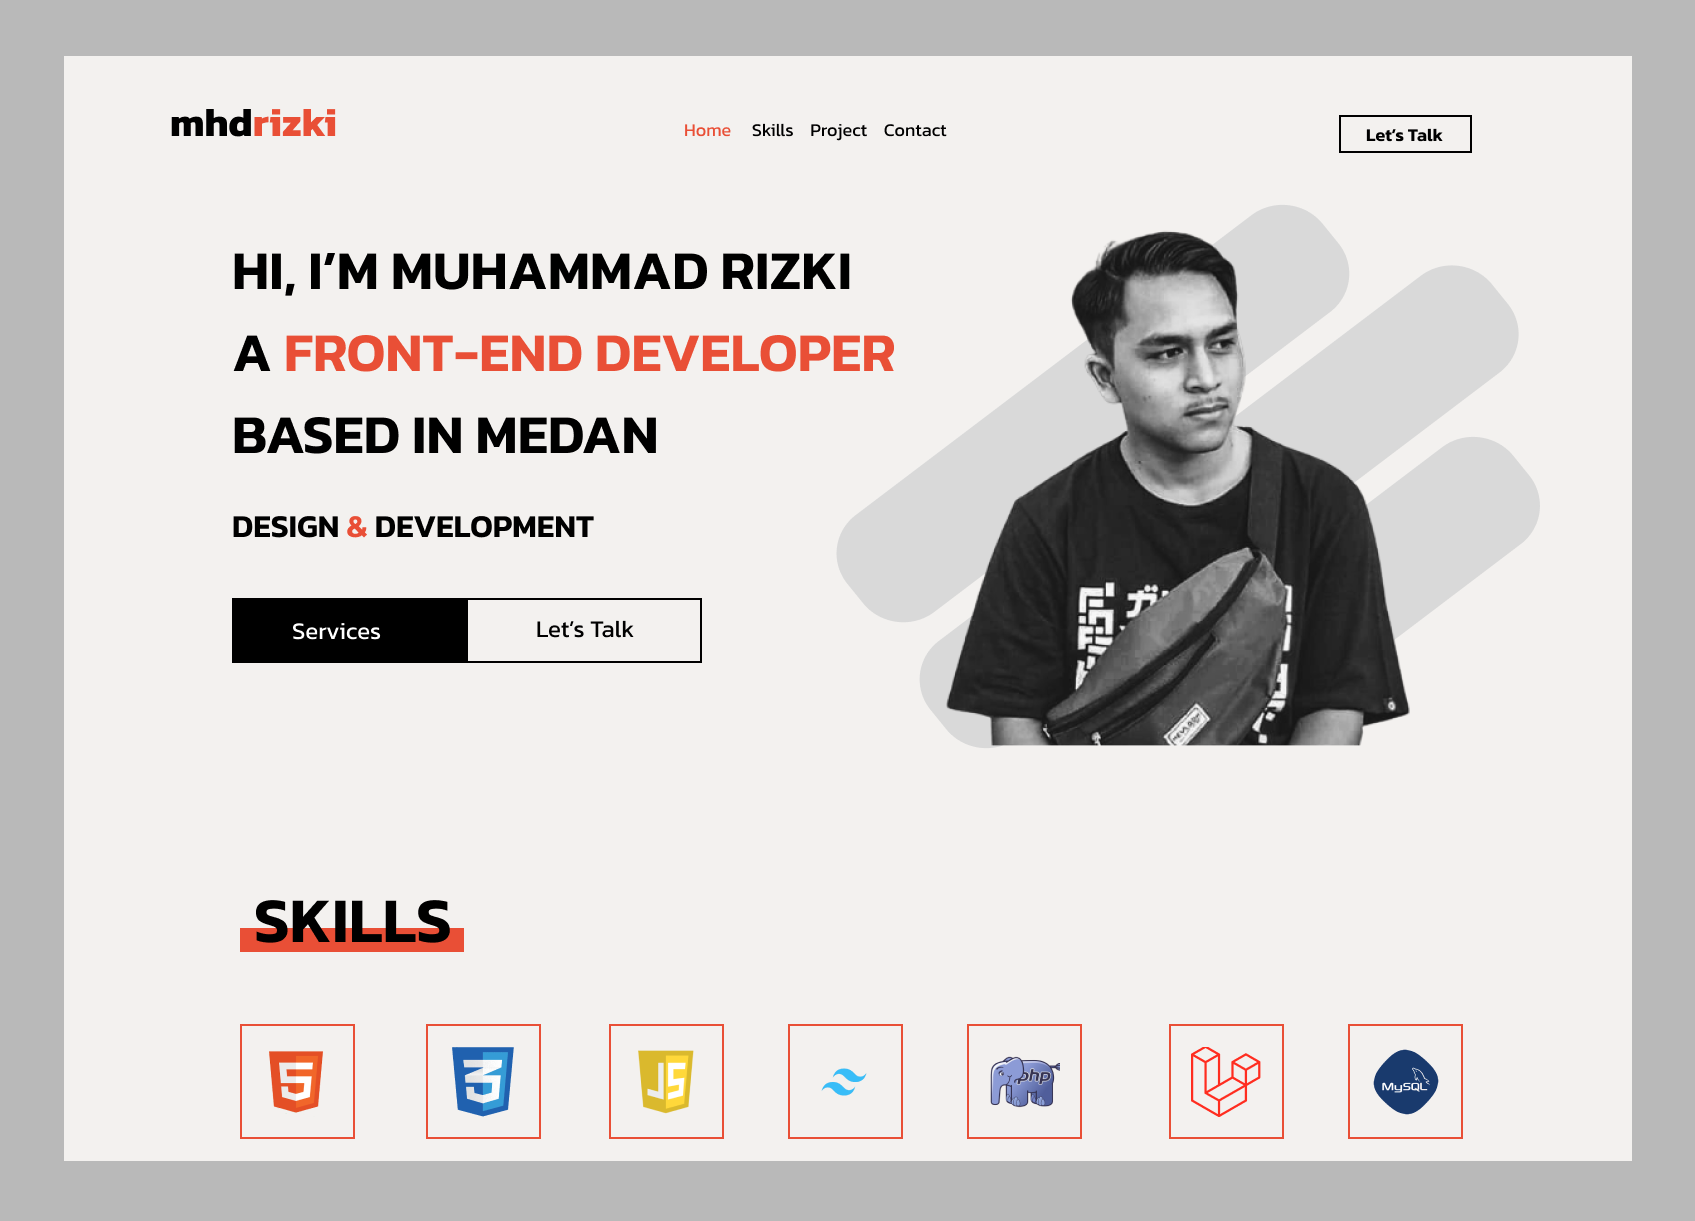 mhdrizki
Home Skills Project Contact
Let's Talk
HI, I'M MUHAMMAD RIZKI
A FRONT-END DEVELOPER
BASED IN MEDAN
DESIGN & DEVELOPMENT
Services
Let's Talk
SKILLS
5
3
JS
php
MySQL